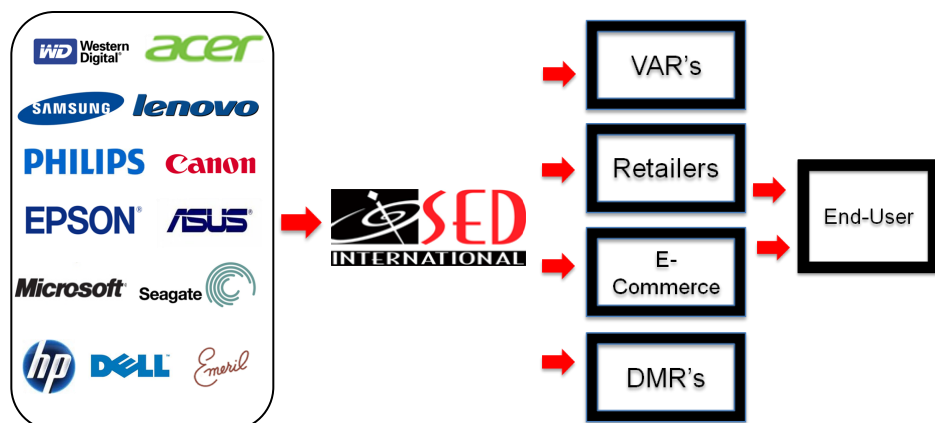 WD Western
Digital®
acer
SAMSUNG
lenovo
PHILIPS
Canon
EPSON®
ASUS®
Microsoft®
Seagate
hp
DELL™
Emeril
SED
INTERNATIONAL
VAR's
Retailers
E-
Commerce
DMR's
End-User